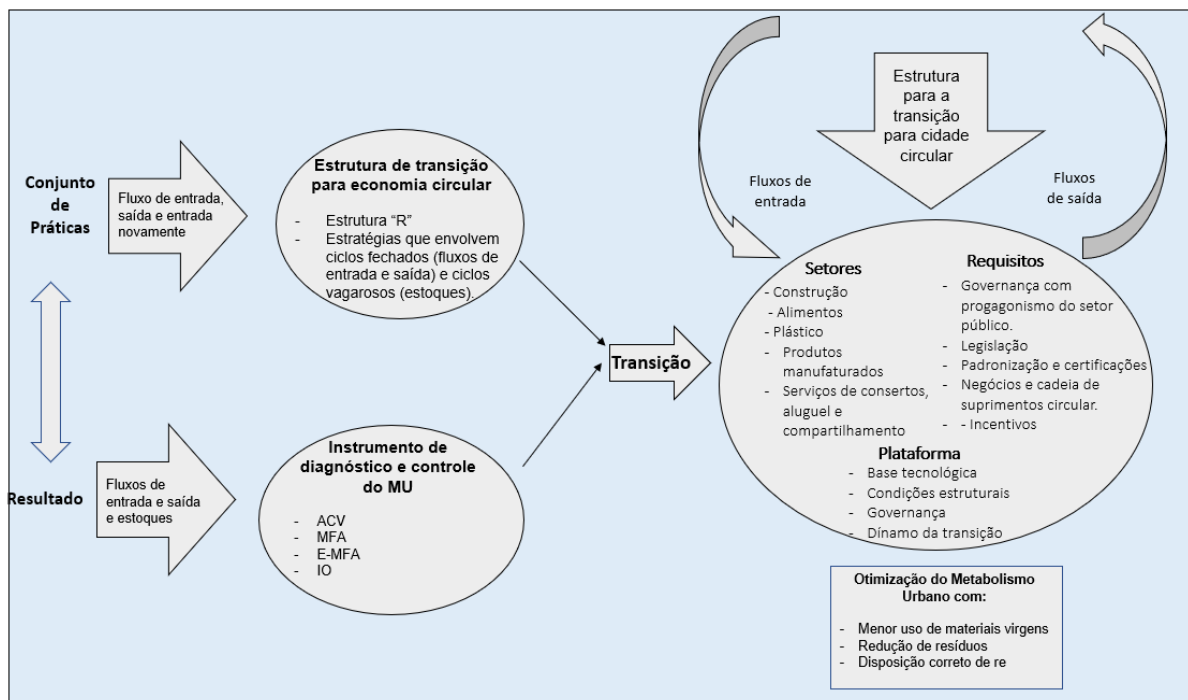 Conjunto
de
Práticas
Fluxo de entrada,
saída e entrada
novamente
Estrutura de transição
para economia circular
- Estrutura “R”
- Estratégias que envolvem
ciclos fechados (fluxos de
entrada e saída) e ciclos
vagarosos (estoques).
Resultado
Fluxos de
entrada e saída
e estoques
Instrumento de
diagnóstico e controle
do MU
- ACV
- MFA
- E-MFA
- IO
Transição
Estrutura
para a
transição
para cidade
circular
Fluxos de
entrada
Fluxos
de saída
Setores
- Construção
- Alimentos
- Plástico
- Produtos
manufaturados
- Serviços de consertos,
aluguel e
compartilhamento
Requisitos
- Governança com
progagonismo do setor
público.
- Legislação
- Padronização e certificações
- Negócios e cadeia de
suprimentos circular.
- - Incentivos
Plataforma
- Base tecnológica
- Condições estruturais
- Governança
- Dínamo da transição
Otimização do Metabolismo
Urbano com:
- Menor uso de materiais virgens
- Redução de resíduos
- Disposição correto de re